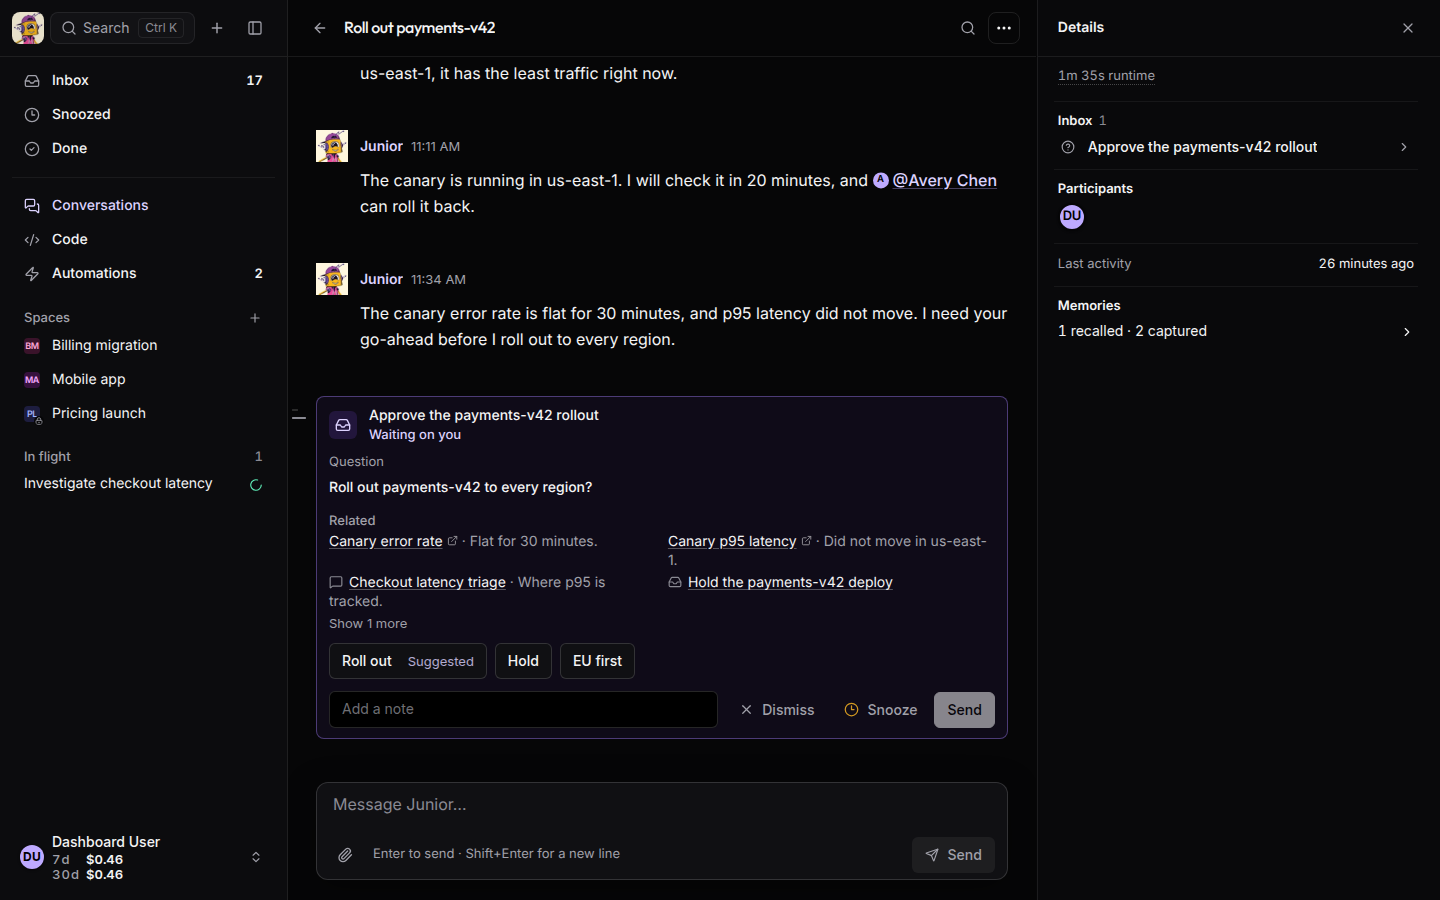 Search Ctrl K
Inbox 17
Snoozed
Done
Conversations
Code
Automations 2
Spaces
BM Billing migration
MA Mobile app
PL Pricing launch
In flight 1
Investigate checkout latency
DU Dashboard User
7d $0.46
30d $0.46
Roll out payments-v42
us-east-1, it has the least traffic right now.
Junior 11:11 AM
The canary is running in us-east-1. I will check it in 20 minutes, and A @Avery Chen
can roll it back.
Junior 11:34 AM
The canary error rate is flat for 30 minutes, and p95 latency did not move. I need your
go-ahead before I roll out to every region.
Approve the payments-v42 rollout
Waiting on you
Question
Roll out payments-v42 to every region?
Related
Canary error rate · Flat for 30 minutes.
Canary p95 latency · Did not move in us-east-
1.
Checkout latency triage · Where p95 is
tracked.
Hold the payments-v42 deploy
Show 1 more
Roll out Suggested Hold EU first
Add a note Dismiss Snooze Send
Message Junior...
Enter to send · Shift+Enter for a new line Send
Details
1m 35s runtime
Inbox 1
Approve the payments-v42 rollout
Participants
DU
Last activity 26 minutes ago
Memories
1 recalled · 2 captured